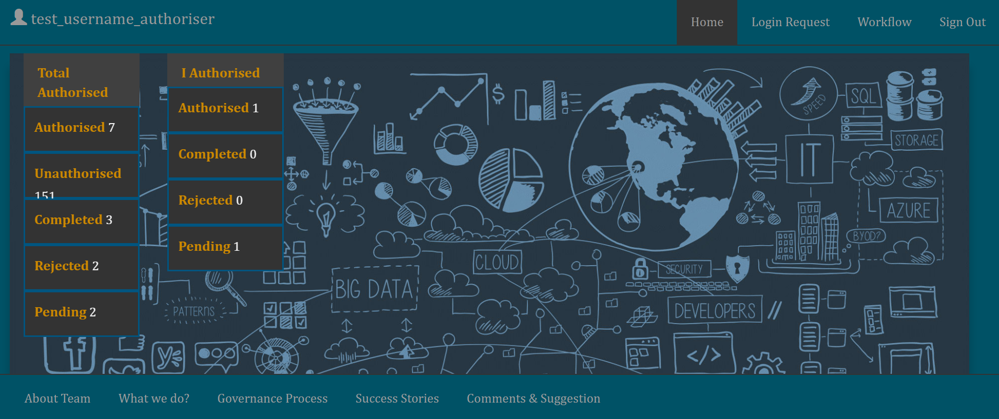 test_username_authoriser
Home
Login Request
Workflow
Sign Out
Total
Authorised
Authorised 7
Unauthorised
151
Completed 3
Rejected 2
Pending 2
I Authorised
Authorised 1
Completed 0
Rejected 0
Pending 1
$
SPEED
SQL
STORAGE
IT
AZURE
BYOD?
CLOUD
SECURITY
BIG DATA
PATTERNS
DEVELOPERS
</>
//
About Team
What we do?
Governance Process
Success Stories
Comments & Suggestion